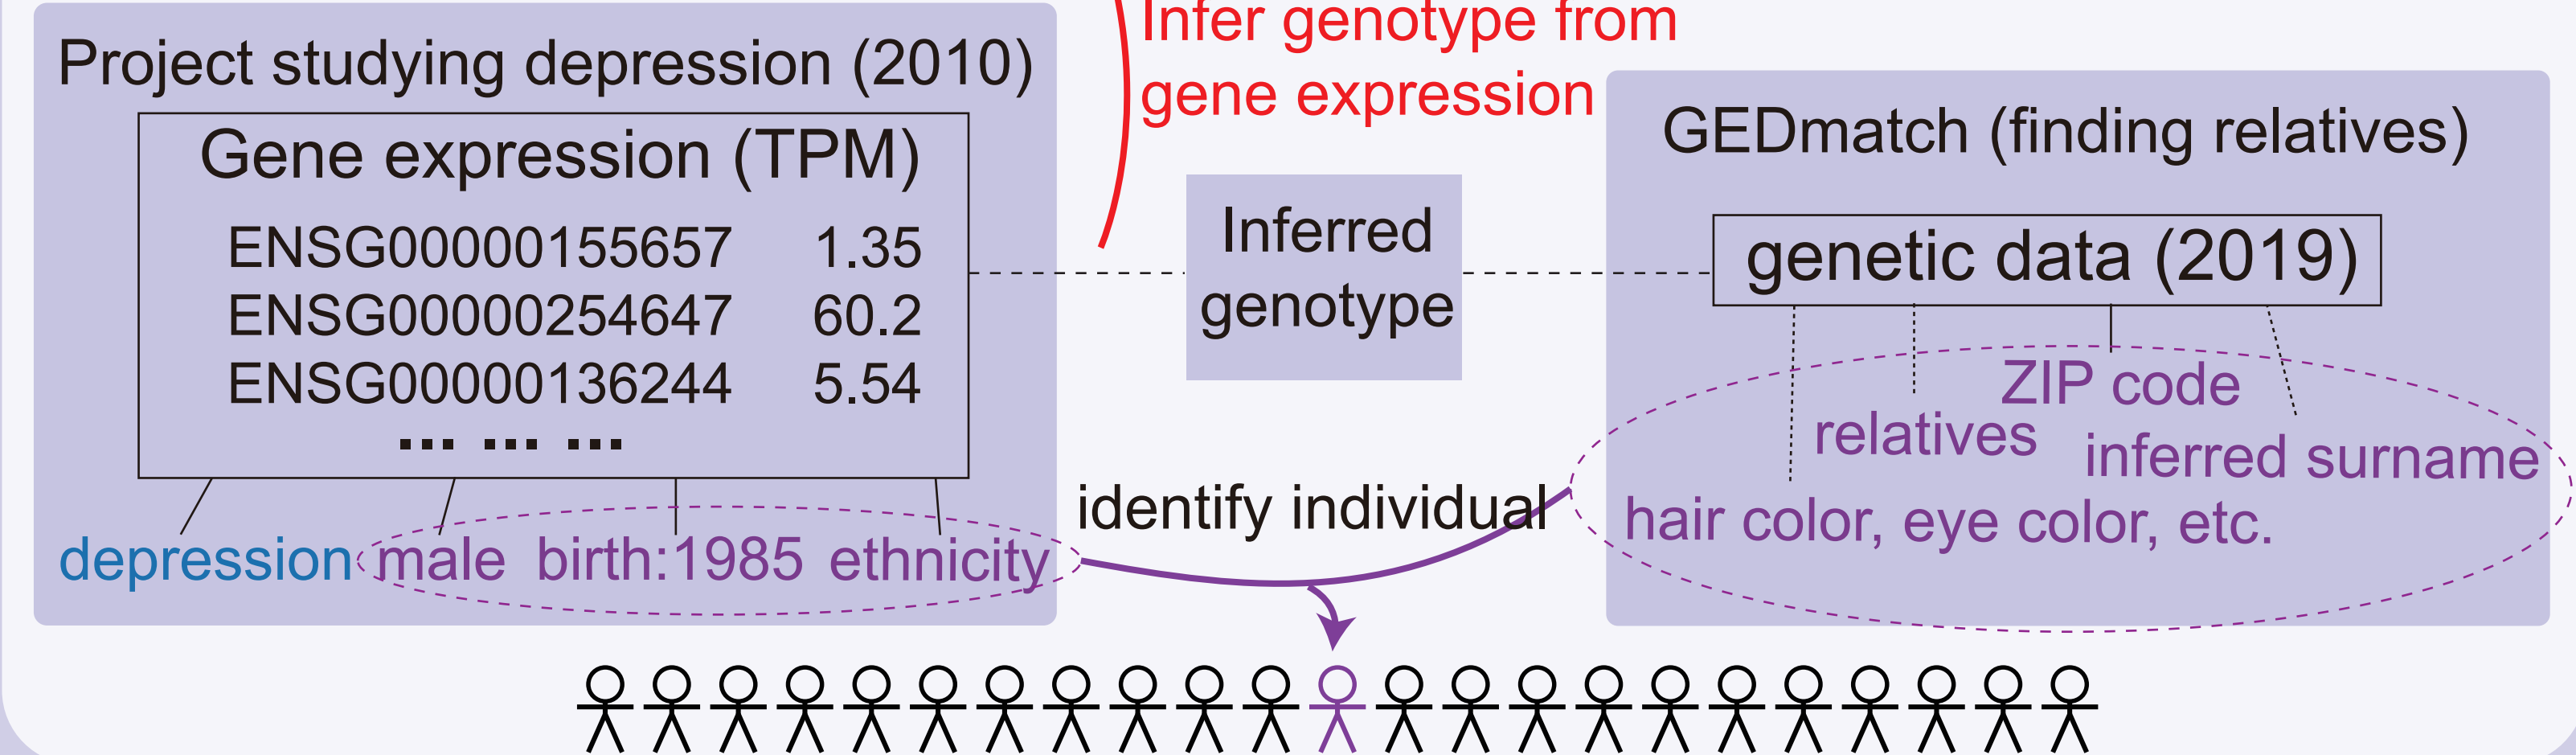 Project studying depression (2010)
Gene expression (TPM)
ENSG00000155657 1.35
ENSG00000254647 60.2
ENSG00000136244 5.54
... ... ...
depression male birth:1985 ethnicity
Infer genotype from
gene expression
Inferred
genotype
identify individual
GEDmatch (finding relatives)
genetic data (2019)
ZIP code
relatives
inferred surname
hair color, eye color, etc.